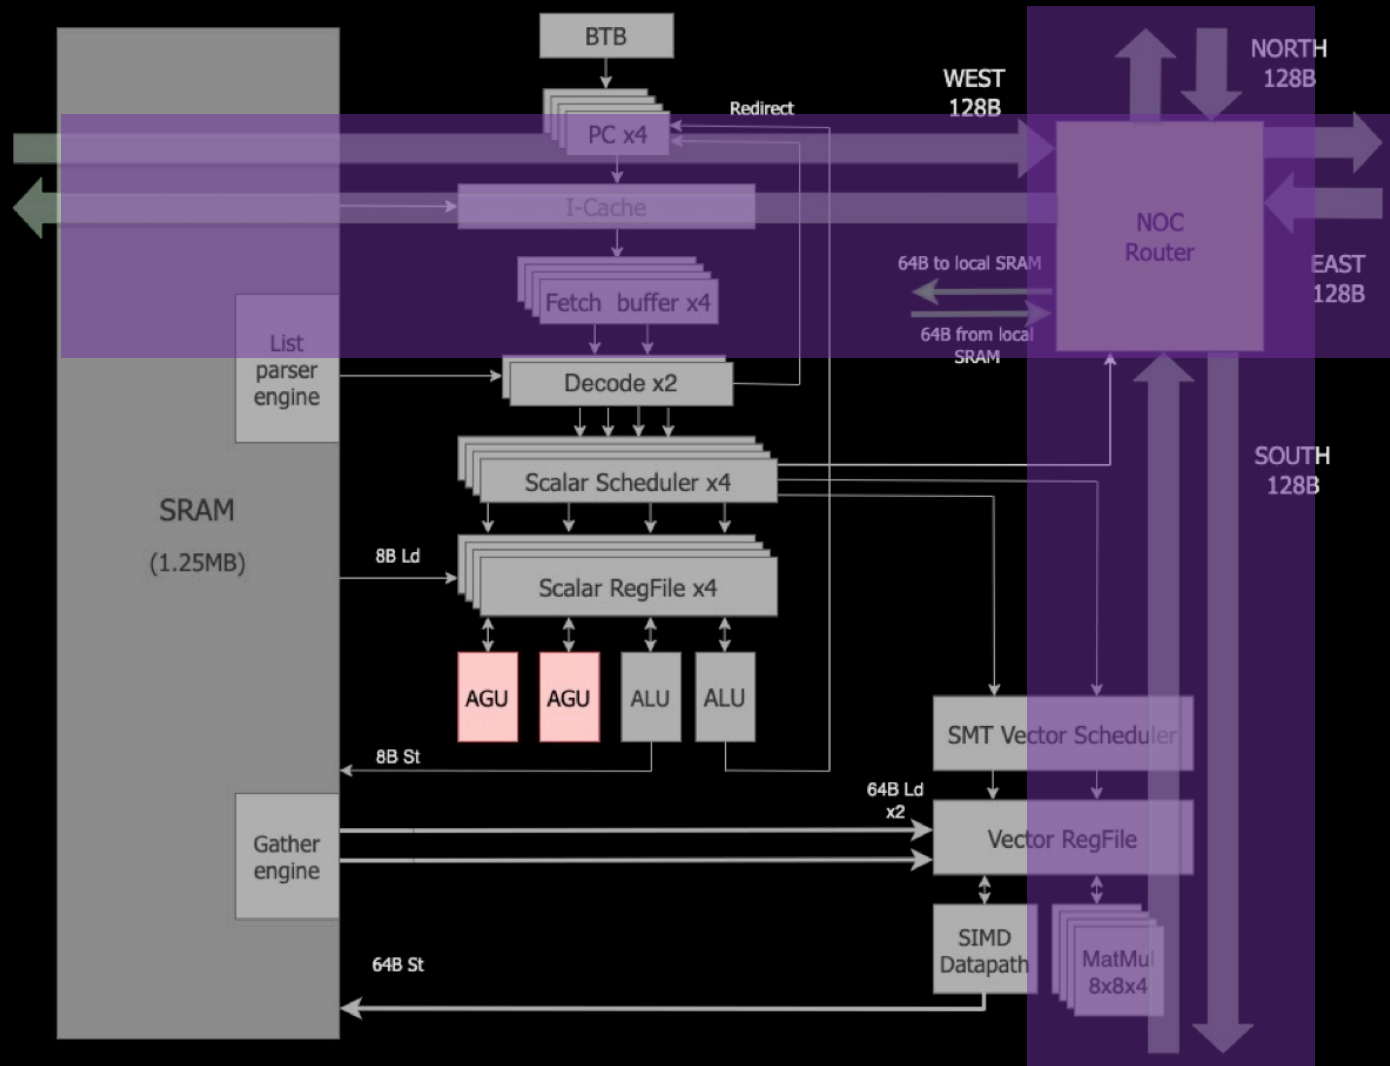 BTB
NORTH
128B
WEST
128B
Redirect
PC x4
I-Cache
NOC
Router
64B to local SRAM
EAST
128B
Fetch buffer x4
64B from local
SRAM
List
parser
engine
Decode x2
SOUTH
128B
Scalar Scheduler x4
SRAM
(1.25MB)
8B Ld
Scalar RegFile x4
AGU
AGU
ALU
ALU
SMT Vector Scheduler
8B St
64B Ld
x2
Gather
engine
Vector RegFile
SIMD
Datapath
MatMul
8x8x4
64B St